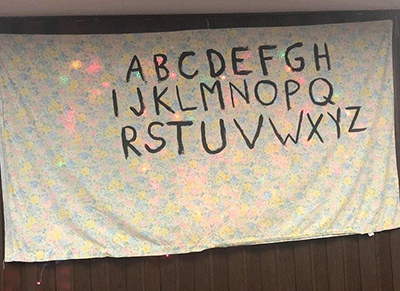 ABCDEFGH
IJKLMNOPQ
RSTUVWXYZ